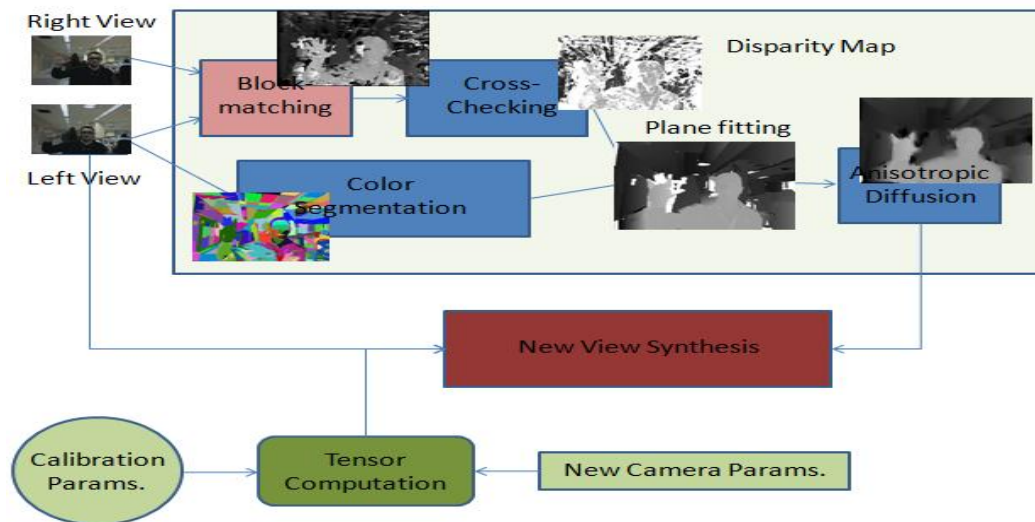 Right View
Left View
Disparity Map
Block-
matching
Cross-
Checking
Plane fitting
Color
Segmentation
Anisotropic
Diffusion
New View Synthesis
Calibration
Params.
Tensor
Computation
New Camera Params.